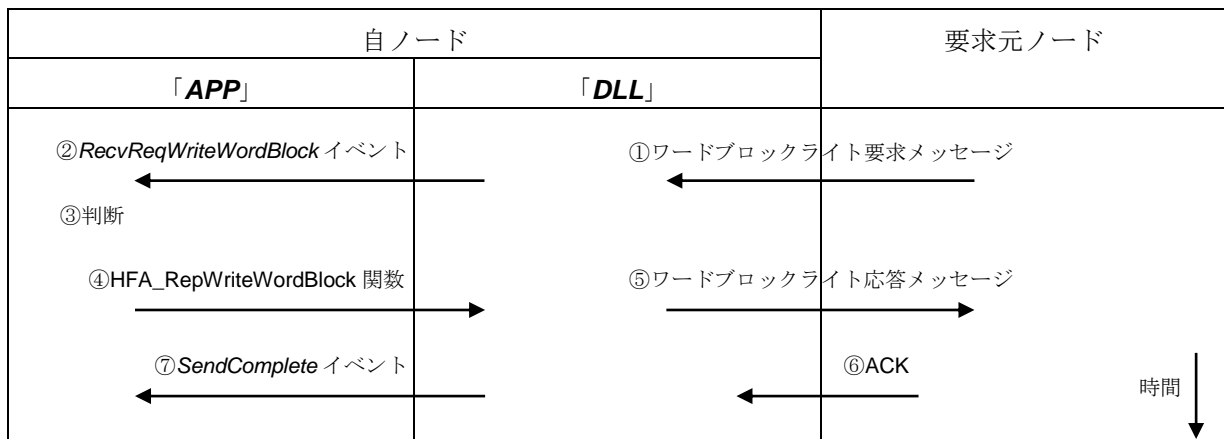 自ノード
要求元ノード
「APP」
「DLL」
②RecvReqWriteWordBlock イベント
①ワードブロックライト要求メッセージ
③判断
④HFA_RepWriteWordBlock 関数
⑤ワードブロックライト応答メッセージ
⑦SendComplete イベント
⑥ACK
時間